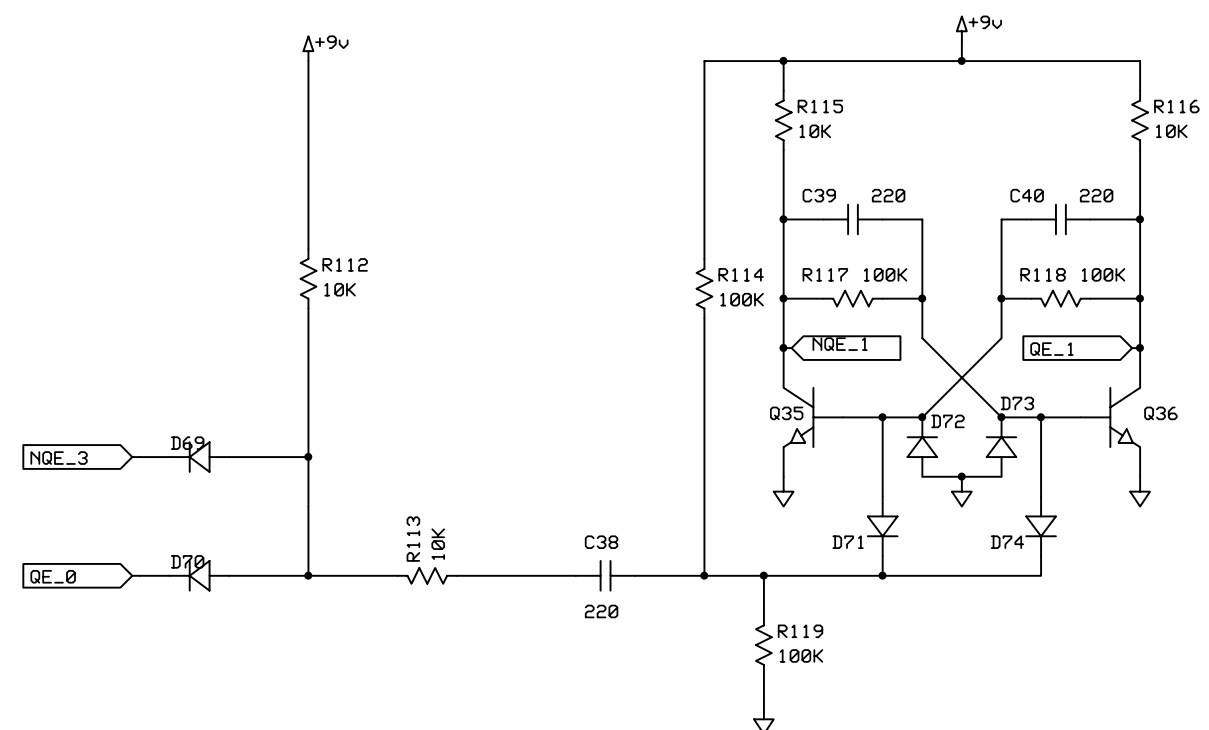 +9v
+9v
R115
10K
R116
10K
C39 220
C40 220
R112
10K
R114
100K
R117 100K
R118 100K
NQE_1
QE_1
Q35
D72
D73
Q36
D69
NQE_3
R113
10K
C38
220
D71
D74
D70
QE_0
R119
100K